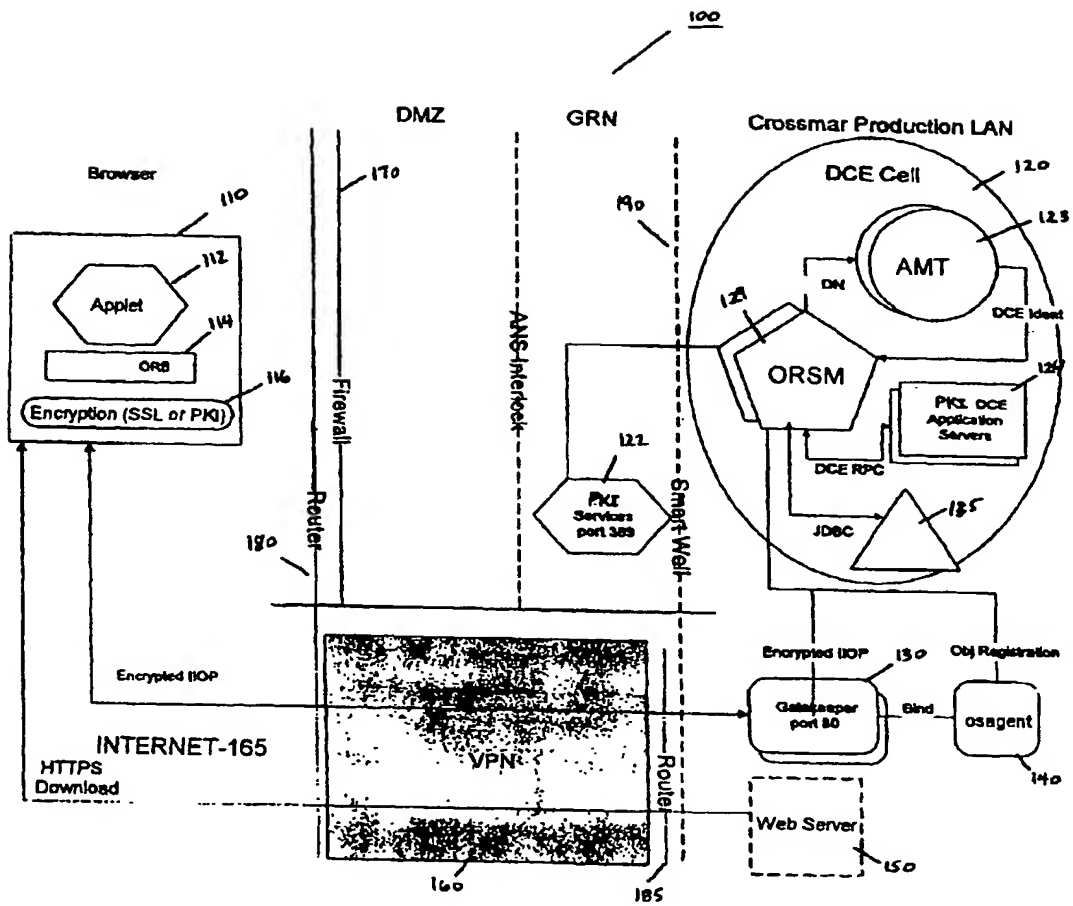 100
DMZ
GRN
Crossmar Production LAN
Browser
110
170
DCE Cell
120
190
123
112
Applet
AMT
DN
129
114
ORB
DCE Ident
ANS Interlock
116
ORSM
Encryption (SSL or PKI)
Firewall
PKI DCE
Application
Servers
122
DCE RPC
PKI
Services
port 389
Router
Smart Wall
135
JDBC
180
Encrypted IIOP
Encrypted IIOP
130
Obj Registration
Gatekeeper
port 80
Bind
osagent
INTERNET-165
VPN
Router
HTTPS
Download
140
Web Server
160
185
150